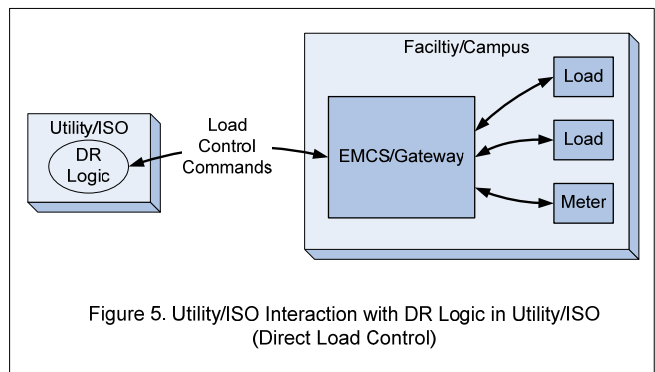 Faciltiy/Campus
Load
Utility/ISO
DR
Logic
Load
Control
Commands
EMCS/Gateway
Load
Meter
Figure 5. Utility/ISO Interaction with DR Logic in Utility/ISO
(Direct Load Control)